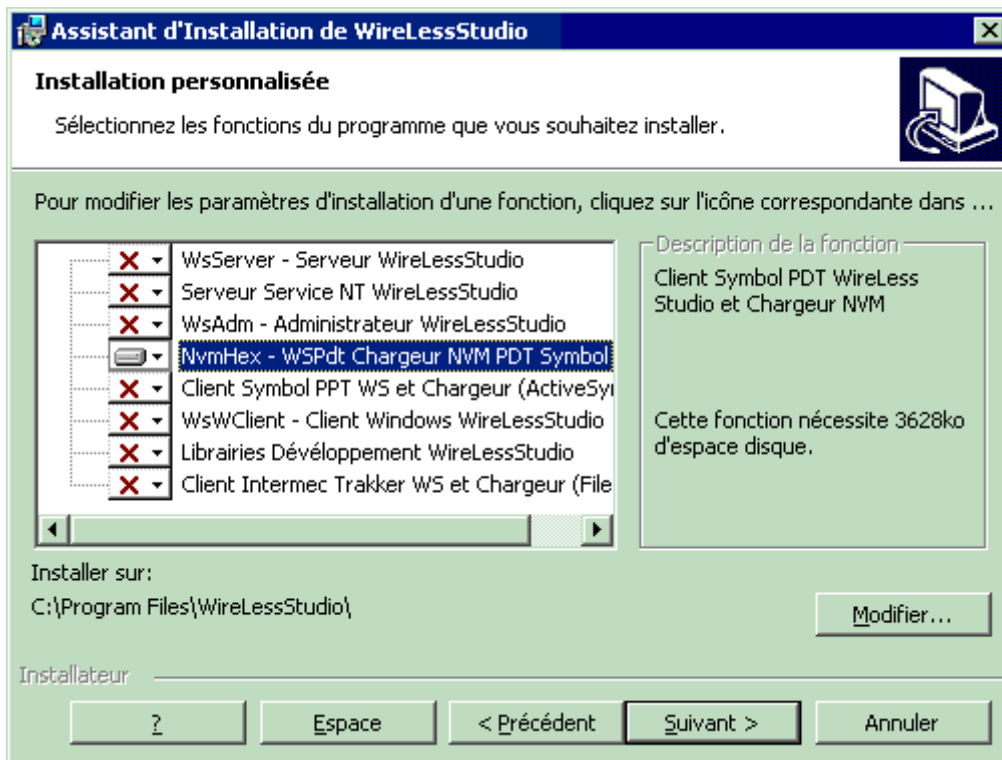 Assistant d'Installation de WireLessStudio
Installation personnalisée
Sélectionnez les fonctions du programme que vous souhaitez installer.
Pour modifier les paramètres d'installation d'une fonction, cliquez sur l'icône correspondante dans ...
WsServer - Serveur WireLessStudio
Serveur Service NT WireLessStudio
WsAdm - Administrateur WireLessStudio
NvmHex - WSPdt Chargeur NVM PDT Symbol
Client Symbol PPT WS et Chargeur (ActiveSyn
WsWClient - Client Windows WireLessStudio
Librairies Dévéloppement WireLessStudio
Client Intermec Trakker WS et Chargeur (File
Description de la fonction
Client Symbol PDT WireLess
Studio et Chargeur NVM
Cette fonction nécessite 3628ko
d'espace disque.
Installer sur:
C:\Program Files\WireLessStudio\
Modifier...
Installateur
?
Espace
< Précédent
Suivant >
Annuler